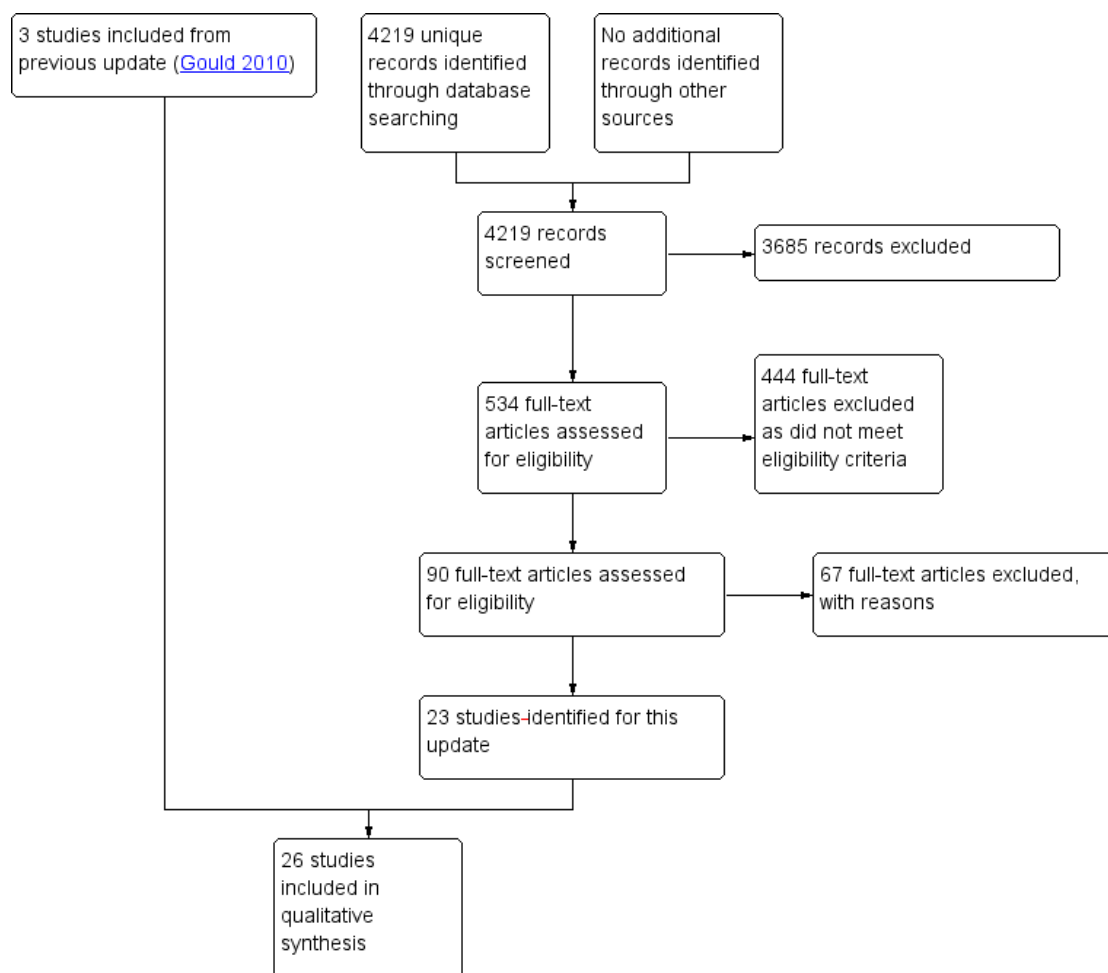 3 studies included from
previous update (Gould 2010)
4219 unique
records identified
through database
searching
No additional
records identified
through other
sources
4219 records
screened
3685 records excluded
534 full-text
articles assessed
for eligibility
444 full-text
articles excluded
as did not meet
eligibility criteria
90 full-text articles assessed
for eligibility
67 full-text articles excluded,
with reasons
23 studies-identified for this
update
26 studies
included in
qualitative
synthesis